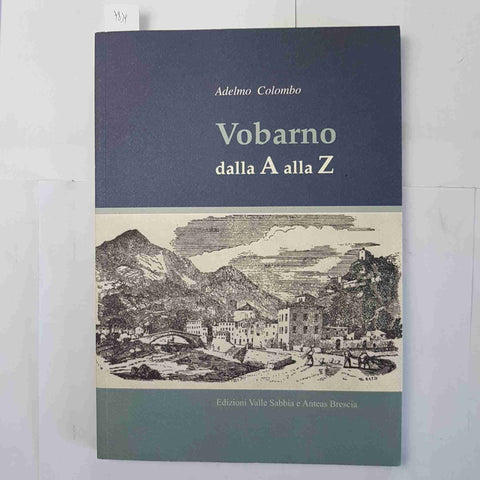 Adelmo Colombo
Vobarno
dalla A alla Z
Edizioni Valle Sabbia e Anteas Brescia